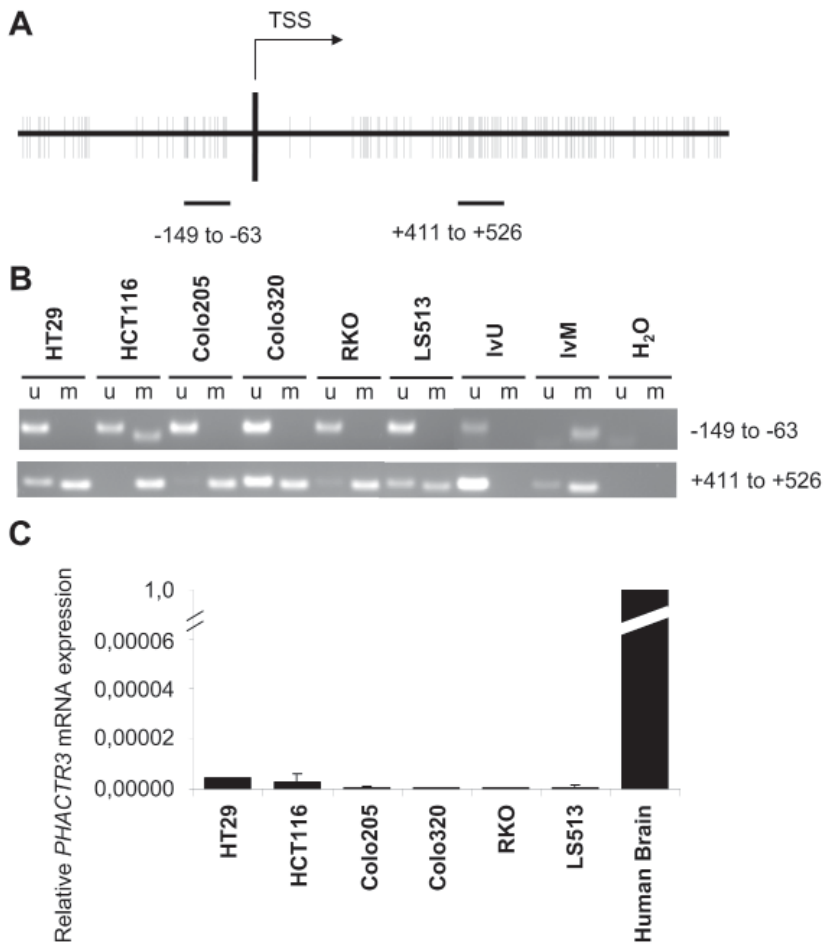 A
TSS
-149 to -63
+411 to +526
B
HT29
HCT116
Colo205
Colo320
RKO
LS513
IvU
IvM
H₂O
u m u m u m u m u m u m u m u m u m
-149 to -63
+411 to +526
C
Relative PHACTR3 mRNA expression
1,0
0,00006
0,00004
0,00002
0,00000
HT29
HCT116
Colo205
Colo320
RKO
LS513
Human Brain